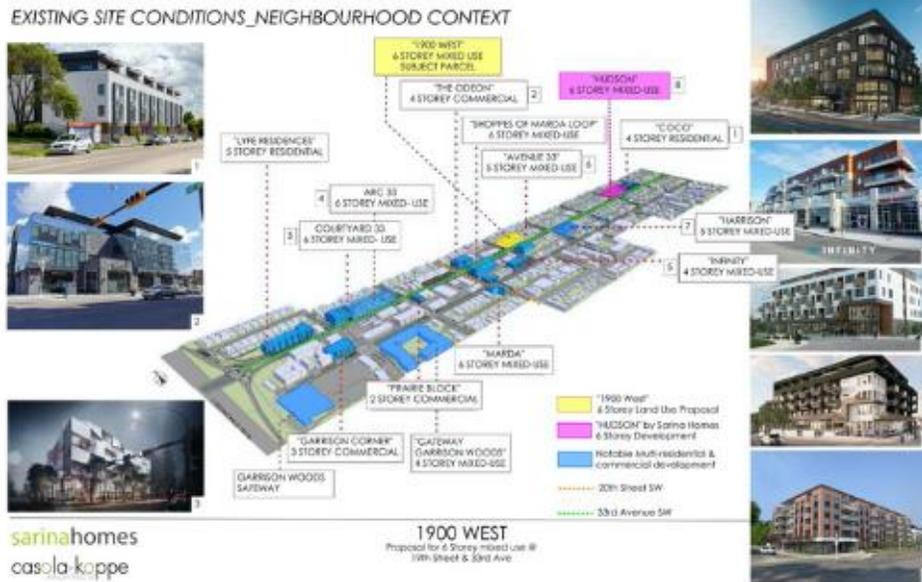 EXISTING SITE CONDITIONS_NEIGHBOURHOOD CONTEXT
"1900 WEST"
6 STOREY MIXED USE
SUBJECT PARCEL
"THE ODEON"
4 STOREY COMMERCIAL
2
"HUDSON"
6 STOREY MIXED-USE
8
"SHOPPES OF MARDA LOOP"
6 STOREY MIXED-USE
"COCO"
4 STOREY RESIDENTIAL
1
"LYFE RESIDENCES"
5 STOREY RESIDENTIAL
"AVENUE 33"
5 STOREY MIXED-USE
6
4
ARC 33
6 STOREY MIXED- USE
3
COURTYARD 33
6 STOREY MIXED- USE
7
"HARRISON"
5 STOREY MIXED-USE
5
"INFINITY"
4 STOREY MIXED-USE
INFINITY
"MARDA"
6 STOREY MIXED-USE
"PRAIRIE BLOCK"
2 STOREY COMMERCIAL
"GARRISON CORNER"
3 STOREY COMMERCIAL
"GATEWAY
GARRISON WOODS"
4 STOREY MIXED-USE
GARRISON WOODS
SAFEWAY
1
2
3
"1900 West"
6 Storey Land Use Proposal
"HUDSON" by Sarina Homes
6 Storey Development
Notable Multi-residential &
commercial development
20th Street SW
33rd Avenue SW
sarinahomes
casola koppe
1900 WEST
Proposal for 6 Storey mixed use @
19th Street & 33rd Ave